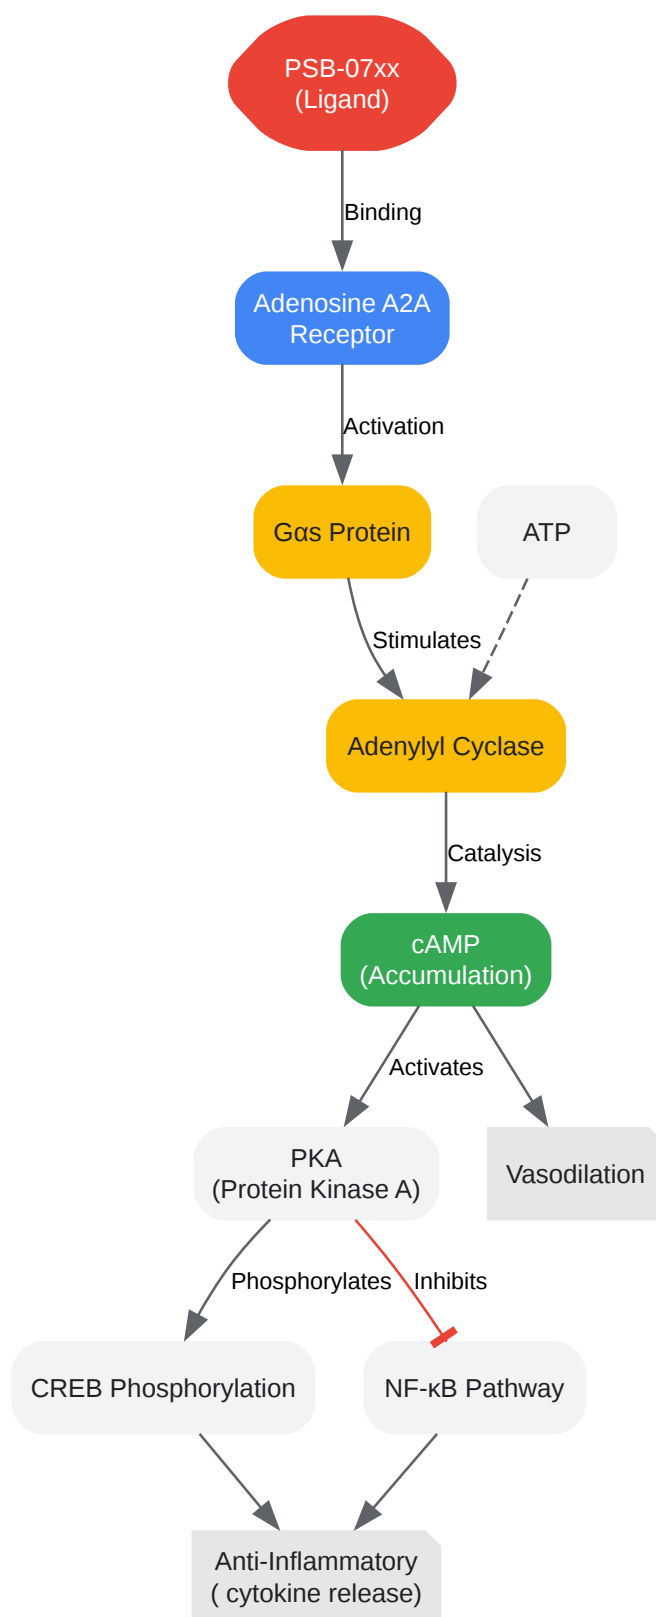 PSB-07xx
(Ligand)
Binding
Adenosine A2A
Receptor
Activation
Gαs Protein
ATP
Stimulates
Adenylyl Cyclase
Catalysis
cAMP
(Accumulation)
Activates
PKA
(Protein Kinase A)
Vasodilation
Phosphorylates
Inhibits
CREB Phosphorylation
NF-κB Pathway
Anti-Inflammatory
( cytokine release)